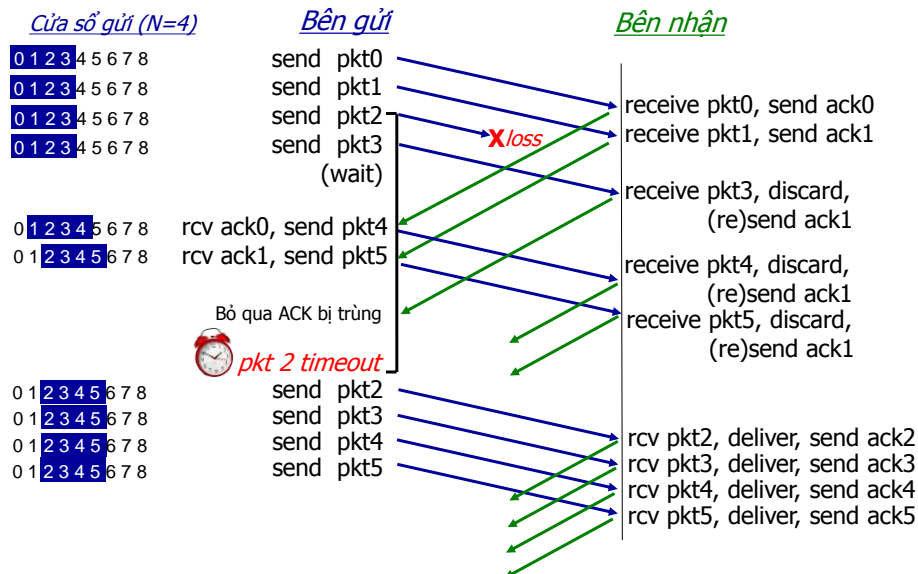 Cửa sổ gửi (N=4)
Bên gửi
Bên nhận
0 1 2 3 4 5 6 7 8
send pkt0
0 1 2 3 4 5 6 7 8
send pkt1
0 1 2 3 4 5 6 7 8
send pkt2
0 1 2 3 4 5 6 7 8
send pkt3
(wait)
X loss
receive pkt0, send ack0
receive pkt1, send ack1
receive pkt3, discard,
(re)send ack1
0 1 2 3 4 5 6 7 8
rcv ack0, send pkt4
0 1 2 3 4 5 6 7 8
rcv ack1, send pkt5
receive pkt4, discard,
(re)send ack1
receive pkt5, discard,
(re)send ack1
Bỏ qua ACK bị trùng
pkt 2 timeout
0 1 2 3 4 5 6 7 8
send pkt2
0 1 2 3 4 5 6 7 8
send pkt3
0 1 2 3 4 5 6 7 8
send pkt4
0 1 2 3 4 5 6 7 8
send pkt5
rcv pkt2, deliver, send ack2
rcv pkt3, deliver, send ack3
rcv pkt4, deliver, send ack4
rcv pkt5, deliver, send ack5